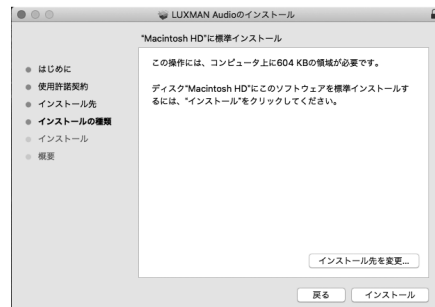 LUXMAN Audioのインストール
"Macintosh HD"に標準インストール
はじめに
使用許諾契約
インストール先
インストールの種類
インストール
概要
この操作には、コンピュータ上に604 KBの領域が必要です。
ディスク"Macintosh HD"にこのソフトウェアを標準インストールす
るには、"インストール"をクリックしてください。
インストール先を変更...
戻る
インストール